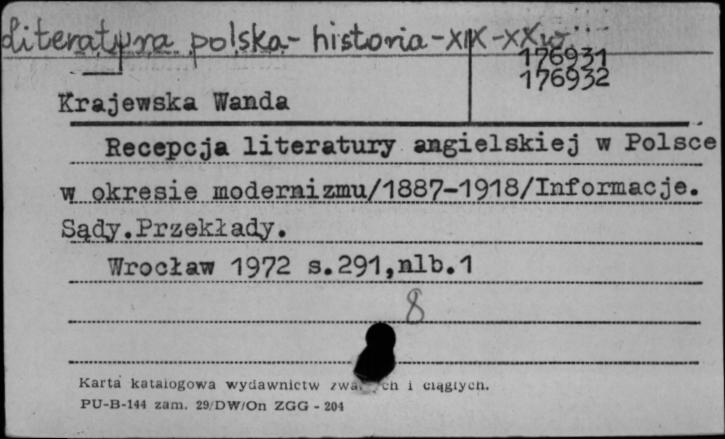 Literatura polska - historia - XIX-XXw.
176931
176932
Krajewska Wanda
Recepcja literatury angielskiej w Polsce
w okresie modernizmu/1887-1918/Informacje.
Sądy.Przekłady.
Wrocław 1972 s.291,nlb.1
8
Karta katalogowa wydawnictw i ciągłych.
PU-B-144 zam. 29/DW/On ZGG - 204